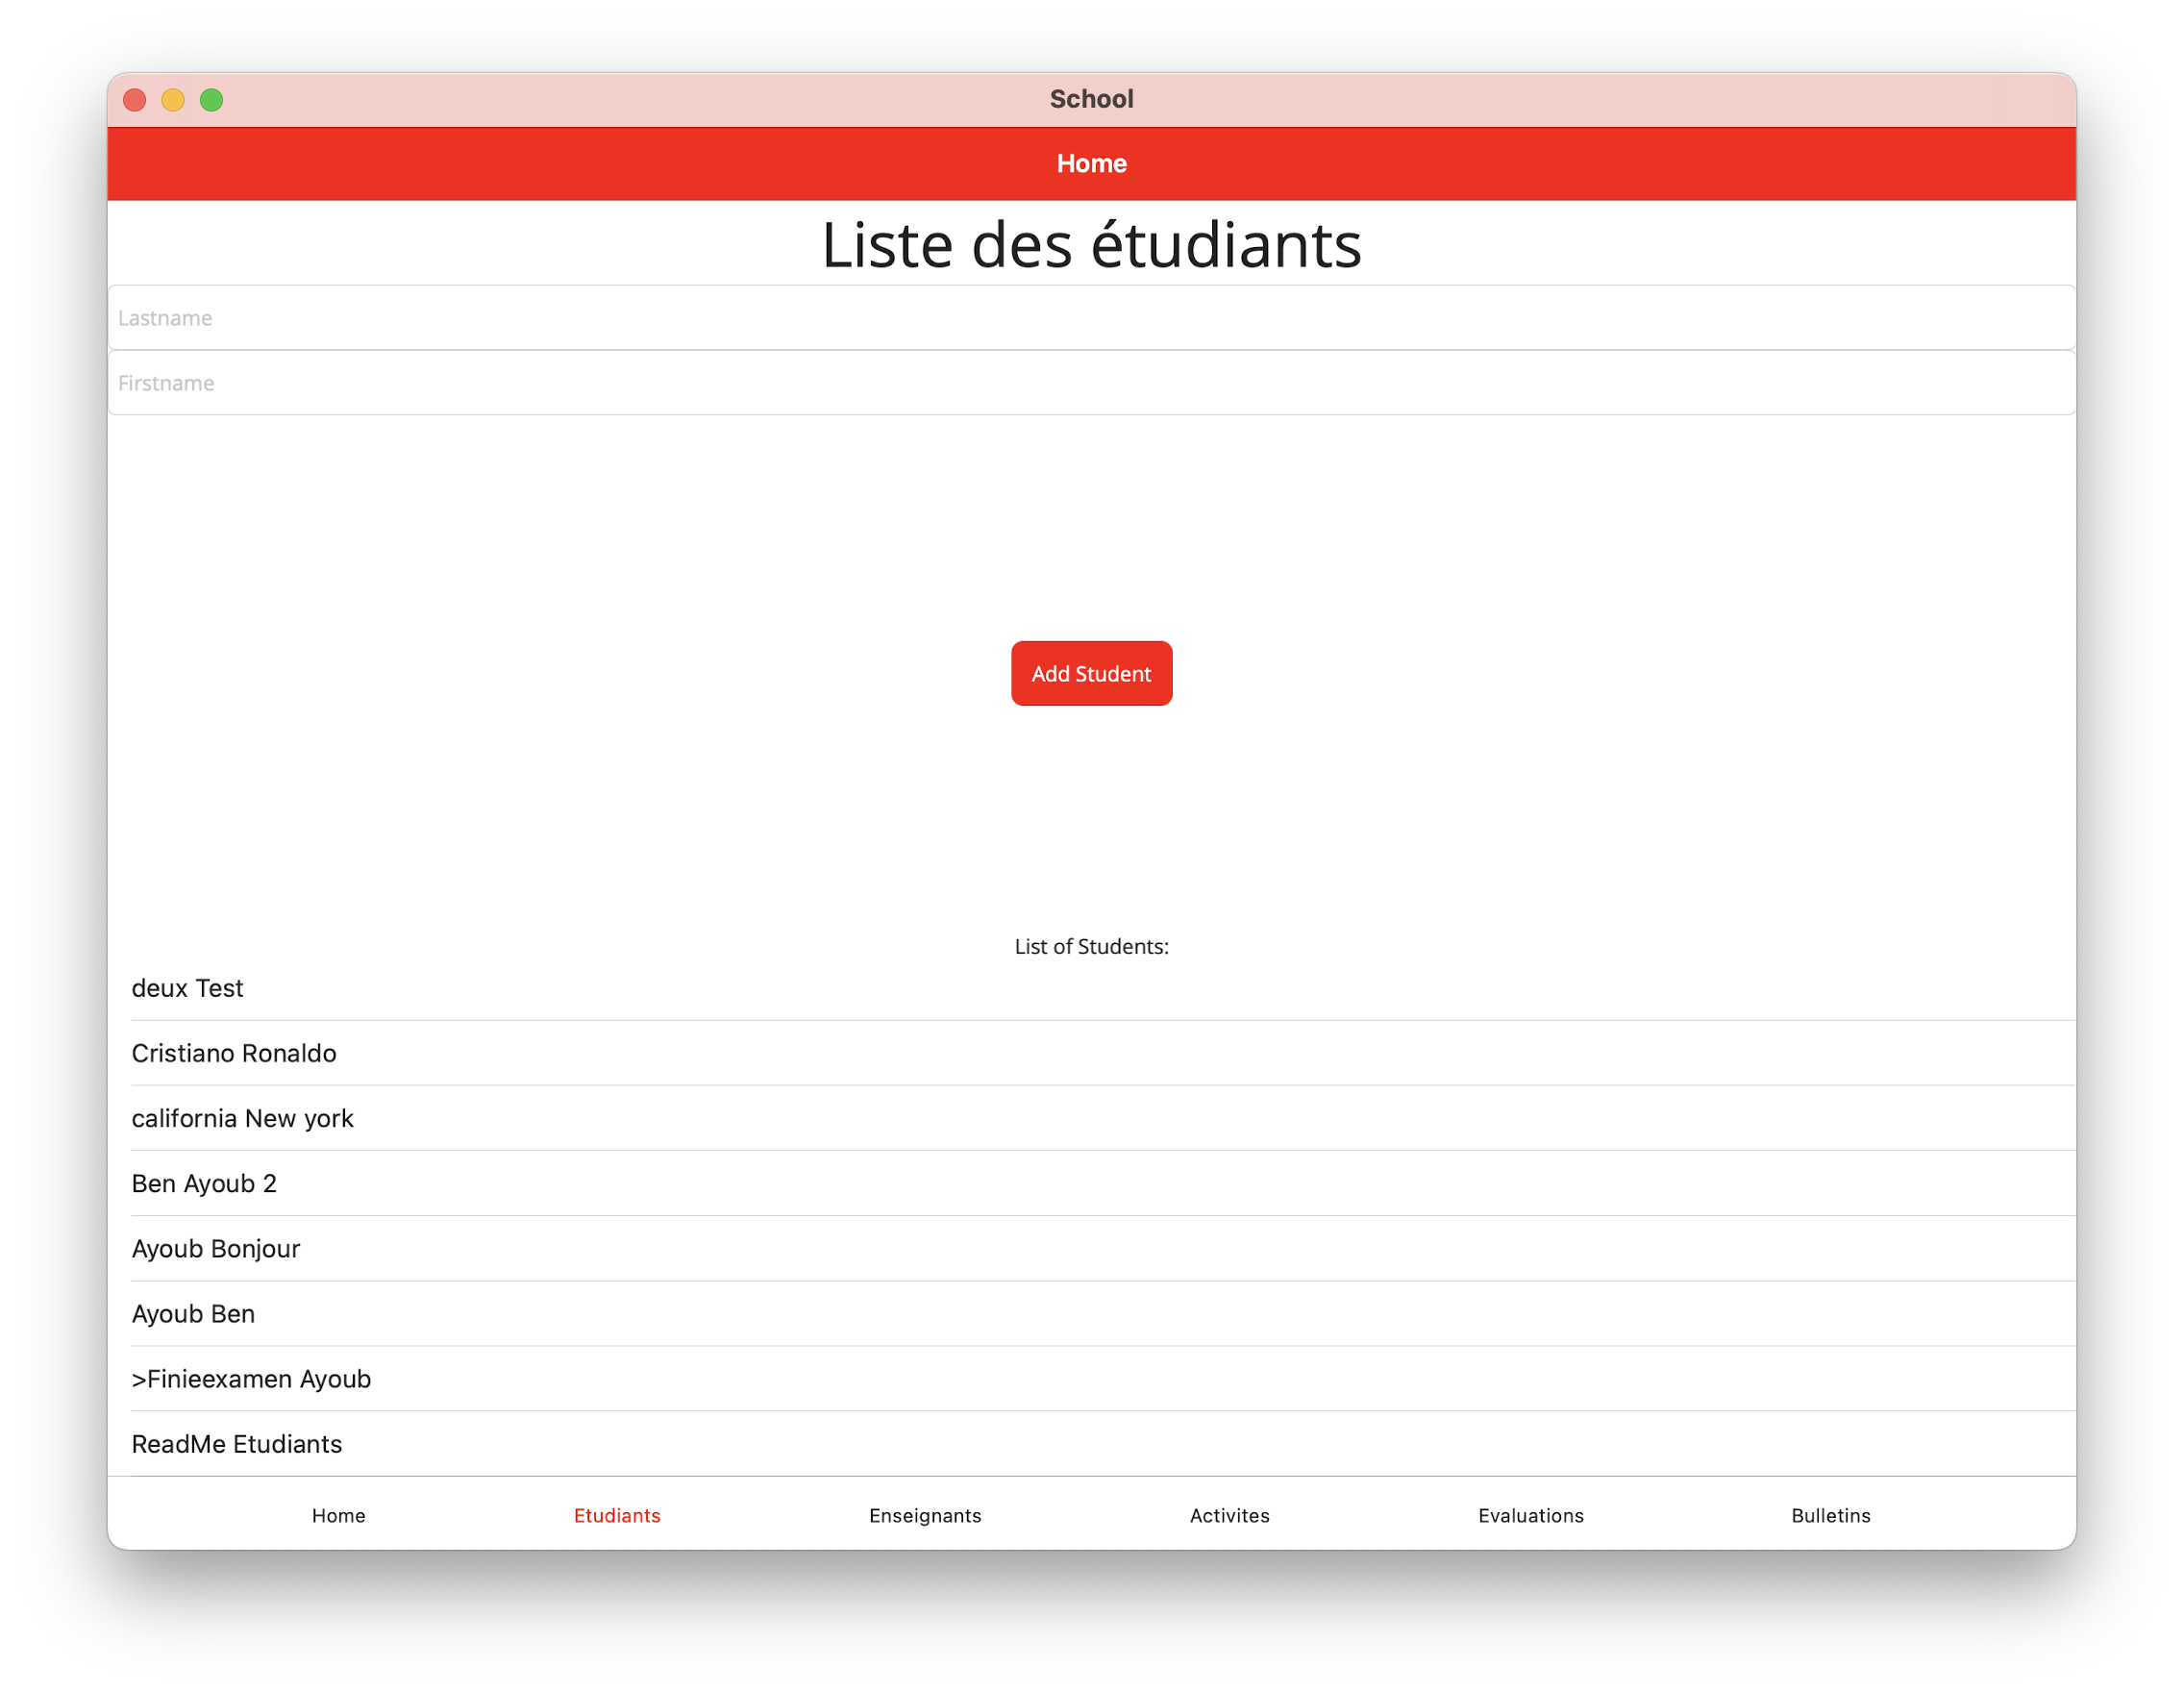 School
Home
Liste des étudiants
Lastname
Firstname
Add Student
List of Students:
deux Test
Cristiano Ronaldo
california New york
Ben Ayoub 2
Ayoub Bonjour
Ayoub Ben
>Finieexamen Ayoub
ReadMe Etudiants
Home Etudiants Enseignants Activites Evaluations Bulletins